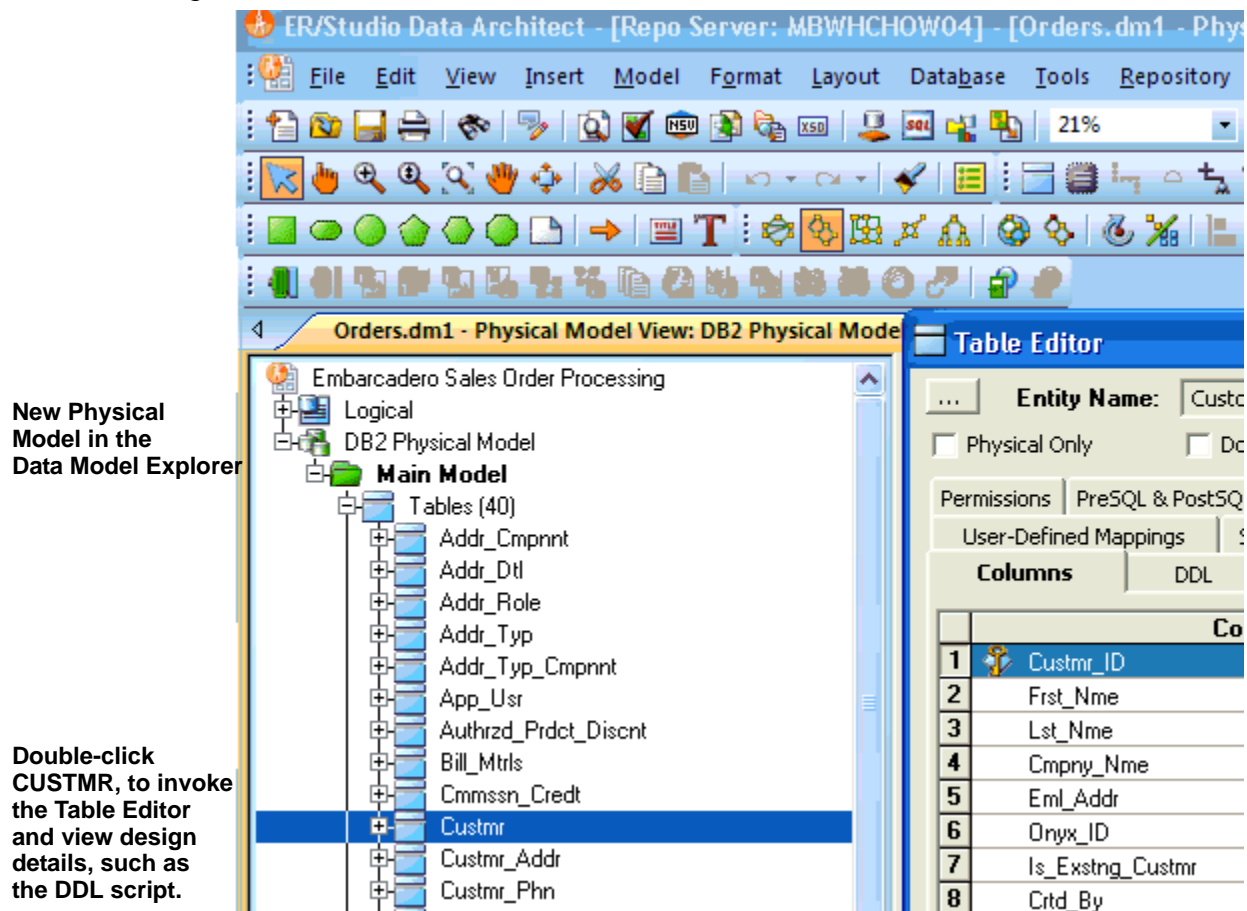 ER/Studio Data Architect - [Repo Server: MBWHCHOW04] - [Orders.dm1 - Phys
File Edit View Insert Model Format Layout Database Tools Repository
NSU XSD SQL 21%
TITLE T
Orders.dm1 - Physical Model View: DB2 Physical Mode
Embarcadero Sales Order Processing
Logical
DB2 Physical Model
Main Model
Tables (40)
Addr_Cmpnnt
Addr_Dtl
Addr_Role
Addr_Typ
Addr_Typ_Cmpnnt
App_Usr
Authrzd_Prdct_Discnt
Bill_Mtrls
Cmmssn_Credt
Custmr
Custmr_Addr
Custmr_Phn
New Physical
Model in the
Data Model Explorer
Double-click
CUSTMR, to invoke
the Table Editor
and view design
details, such as
the DDL script.
Table Editor
... Entity Name: Custo
Physical Only Do
Permissions PreSQL & PostSQ
User-Defined Mappings S
Columns DDL
Co
1 Custmr_ID
2 Frst_Nme
3 Lst_Nme
4 Cmpny_Nme
5 Eml_Addr
6 Onyx_ID
7 Is_Exstng_Custmr
8 Crtd_By